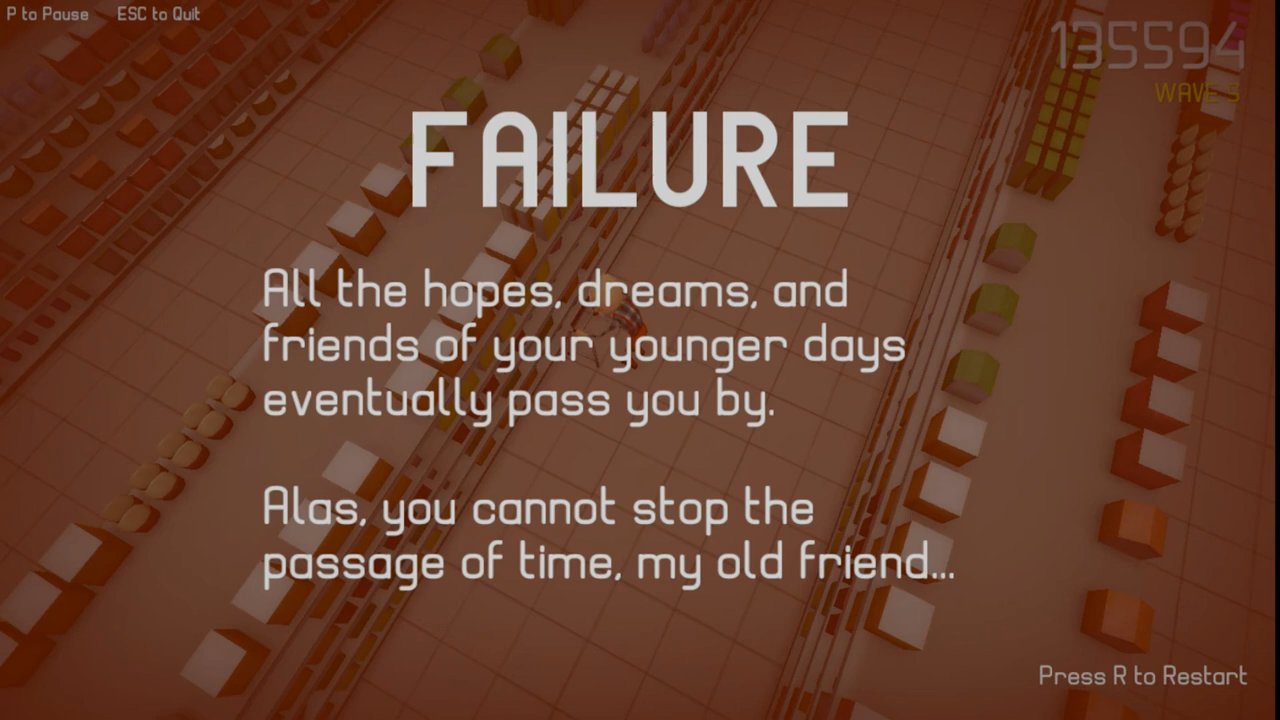 P to Pause ESC to Quit
135594
WAVE 5
FAILURE
All the hopes, dreams, and
friends of your younger days
eventually pass you by.
Alas, you cannot stop the
passage of time, my old friend...
Press R to Restart